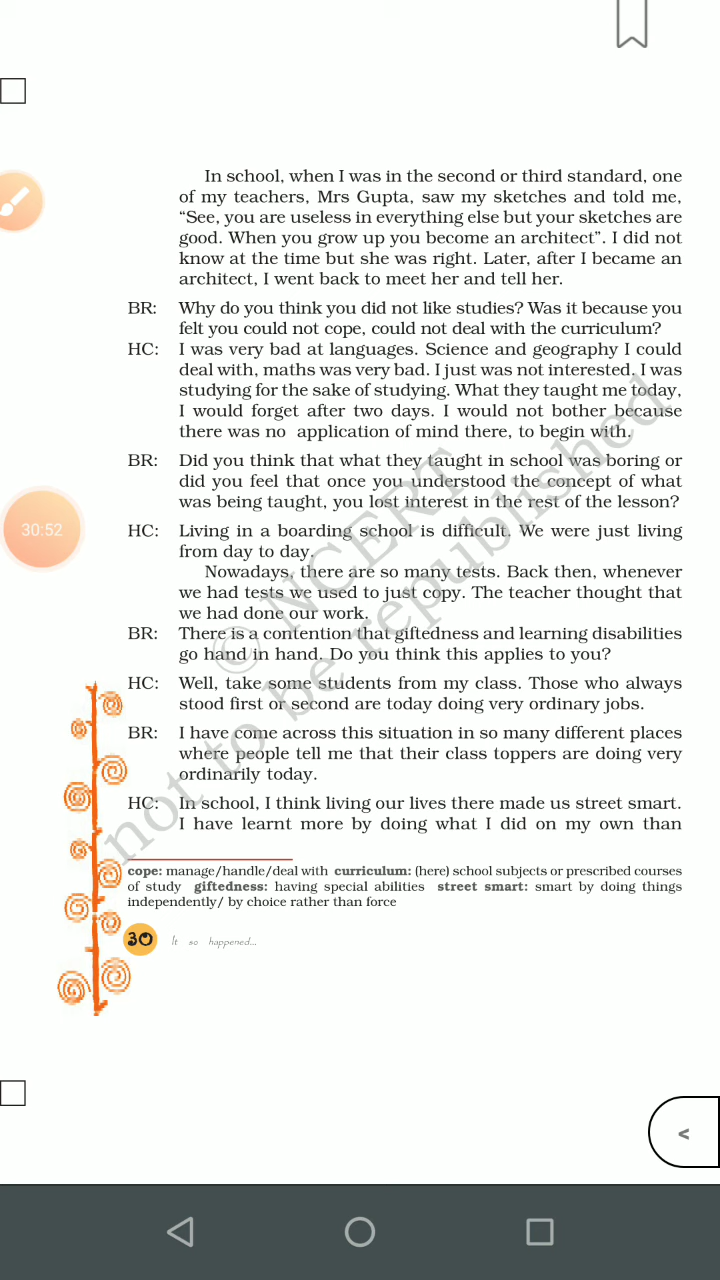 In school, when I was in the second or third standard, one
of my teachers, Mrs Gupta, saw my sketches and told me,
“See, you are useless in everything else but your sketches are
good. When you grow up you become an architect”. I did not
know at the time but she was right. Later, after I became an
architect, I went back to meet her and tell her.
BR: Why do you think you did not like studies? Was it because you
felt you could not cope, could not deal with the curriculum?
HC: I was very bad at languages. Science and geography I could
deal with, maths was very bad. I just was not interested. I was
studying for the sake of studying. What they taught me today,
I would forget after two days. I would not bother because
there was no application of mind there, to begin with.
BR: Did you think that what they taught in school was boring or
did you feel that once you understood the concept of what
was being taught, you lost interest in the rest of the lesson?
30:52
HC: Living in a boarding school is difficult. We were just living
from day to day.
Nowadays, there are so many tests. Back then, whenever
we had tests we used to just copy. The teacher thought that
we had done our work.
BR: There is a contention that giftedness and learning disabilities
go hand in hand. Do you think this applies to you?
HC: Well, take some students from my class. Those who always
stood first or second are today doing very ordinary jobs.
BR: I have come across this situation in so many different places
where people tell me that their class toppers are doing very
ordinarily today.
HC: In school, I think living our lives there made us street smart.
I have learnt more by doing what I did on my own than
© NCERT
not to be republished
cope: manage/handle/deal with curriculum: (here) school subjects or prescribed courses
of study giftedness: having special abilities street smart: smart by doing things
independently/ by choice rather than force
30 It so happened...
<